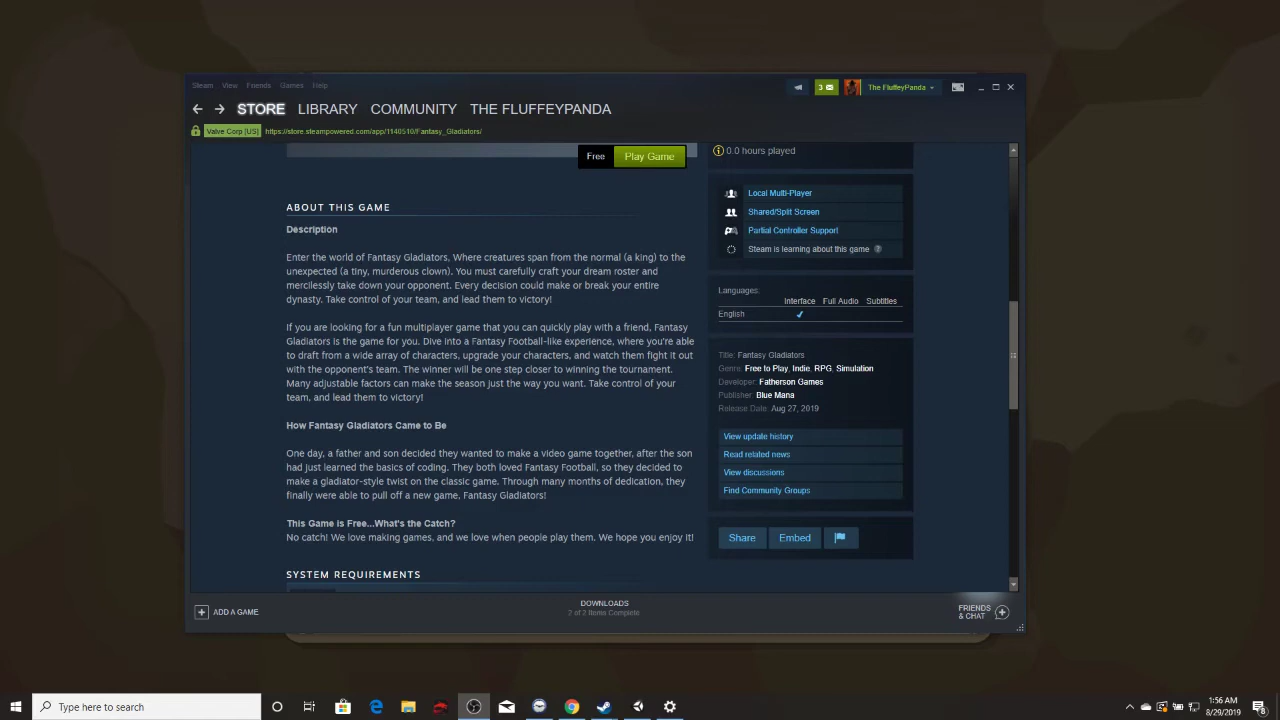 Steam View Friends Games Help
3 The FluffeyPanda
STORE LIBRARY COMMUNITY THE FLUFFEYPANDA
Valve Corp [US] https://store.steampowered.com/app/1140510/Fantasy_Gladiators/
Free Play Game
ABOUT THIS GAME
Description
Enter the world of Fantasy Gladiators, Where creatures span from the normal (a king) to the
unexpected (a tiny, murderous clown). You must carefully craft your dream roster and
mercilessly take down your opponent. Every decision could make or break your entire
dynasty. Take control of your team, and lead them to victory!
If you are looking for a fun multiplayer game that you can quickly play with a friend, Fantasy
Gladiators is the game for you. Dive into a Fantasy Football-like experience, where you're able
to draft from a wide array of characters, upgrade your characters, and watch them fight it out
with the opponent's team. The winner will be one step closer to winning the tournament.
Many adjustable factors can make the season just the way you want. Take control of your
team, and lead them to victory!
How Fantasy Gladiators Came to Be
One day, a father and son decided they wanted to make a video game together, after the son
had just learned the basics of coding. They both loved Fantasy Football, so they decided to
make a gladiator-style twist on the classic game. Through many months of dedication, they
finally were able to pull off a new game, Fantasy Gladiators!
This Game is Free...What's the Catch?
No catch! We love making games, and we love when people play them. We hope you enjoy it!
SYSTEM REQUIREMENTS
0.0 hours played
Local Multi-Player
Shared/Split Screen
Partial Controller Support
Steam is learning about this game ?
Languages:
Interface Full Audio Subtitles
English
Title: Fantasy Gladiators
Genre: Free to Play, Indie, RPG, Simulation
Developer: Fatherson Games
Publisher: Blue Mana
Release Date: Aug 27, 2019
View update history
Read related news
View discussions
Find Community Groups
Share Embed
ADD A GAME
DOWNLOADS
2 of 2 Items Complete
FRIENDS
& CHAT
Type here to search
1:56 AM
8/29/2019
8